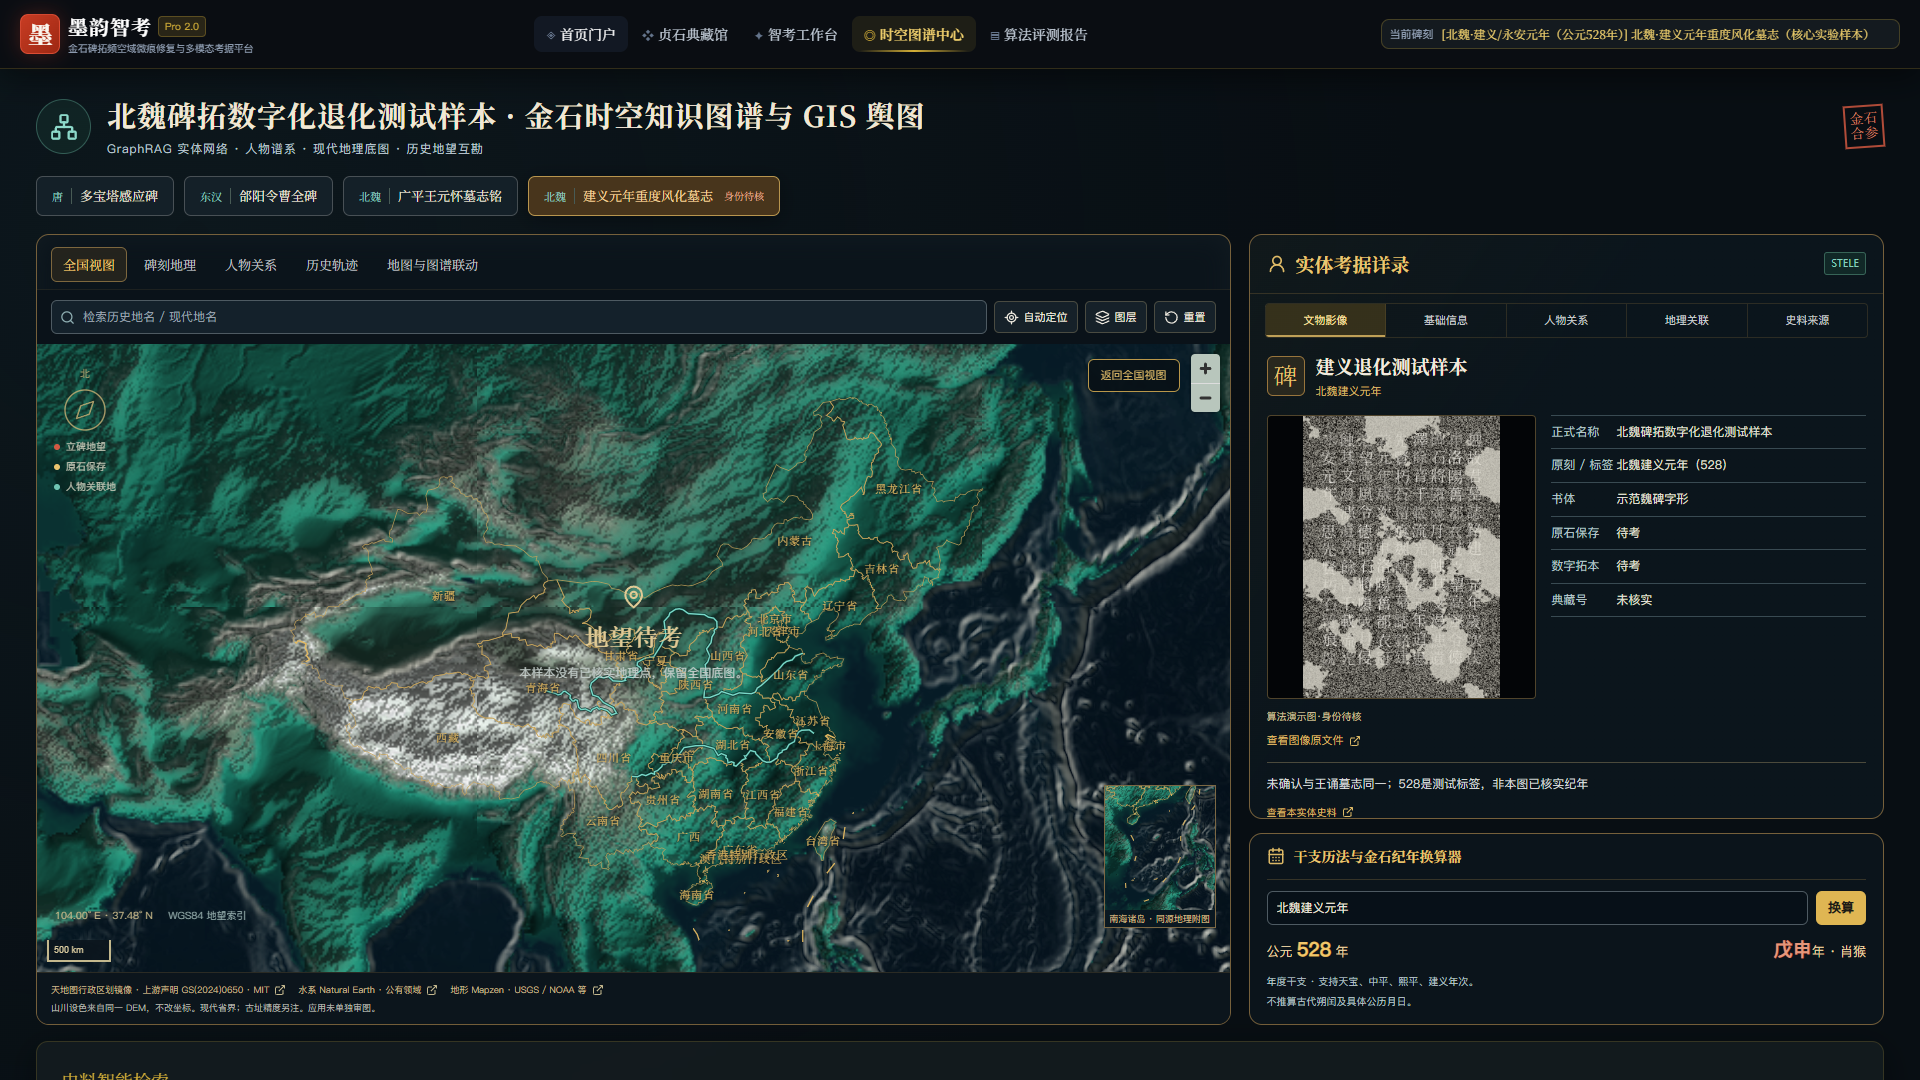 墨 墨韵智考 Pro 2.0
金石碑拓频空域微痕修复与多模态考据平台
首页门户 贞石典藏馆 智考工作台 时空图谱中心 算法评测报告
当前碑刻 [北魏·建义/永安元年（公元528年）] 北魏·建义元年重度风化墓志（核心实验样本）
北魏碑拓数字化退化测试样本 · 金石时空知识图谱与 GIS 舆图
GraphRAG 实体网络 · 人物谱系 · 现代地理底图 · 历史地望互勘
金石
合参
唐 多宝塔感应碑
东汉 郃阳令曹全碑
北魏 广平王元怀墓志铭
北魏 建义元年重度风化墓志 身份待核
全国视图 碑刻地理 人物关系 历史轨迹 地图与图谱联动
检索历史地名 / 现代地名
自动定位 图层 重置
返回全国视图
+
−
北
立碑地望
原石保存
人物关联地
黑龙江省
内蒙古
吉林省
新疆
辽宁省
北京市
地望待考
甘肃省
宁夏
山西省
本样本没有已核实地理点，保留全国底图。
山东省
青海省
陕西省
河南省
江苏省
安徽省
西藏
湖北省
上海市
四川省
重庆市
浙江省
湖南省
江西省
贵州省
福建省
云南省
广西
台湾省
海南省
104.00° E · 37.48° N WGS84 地望索引
500 km
南海诸岛 · 同源地理附图
天地图行政区划镜像 · 上游声明 GS(2024)0650 · MIT 水系 Natural Earth · 公有领域 地形 Mapzen · USGS / NOAA 等
山川设色来自同一 DEM，不改坐标。现代省界；古址精度另注。应用未单独审图。
实体考据详录 STELE
文物影像 基础信息 人物关系 地理关联 史料来源
碑 建义退化测试样本
北魏建义元年
正式名称 北魏碑拓数字化退化测试样本
原刻 / 标签 北魏建义元年（528）
书体 示范魏碑字形
原石保存 待考
数字拓本 待考
典藏号 未核实
算法演示图·身份待核
查看图像原文件
未确认与王诵墓志同一；528是测试标签，非本图已核实纪年
查看本实体史料
干支历法与金石纪年换算器
北魏建义元年 换算
公元 528 年 戊申年 · 肖猴
年度干支 · 支持天宝、中平、熙平、建义年次。
不推算古代朔闰及具体公历月日。